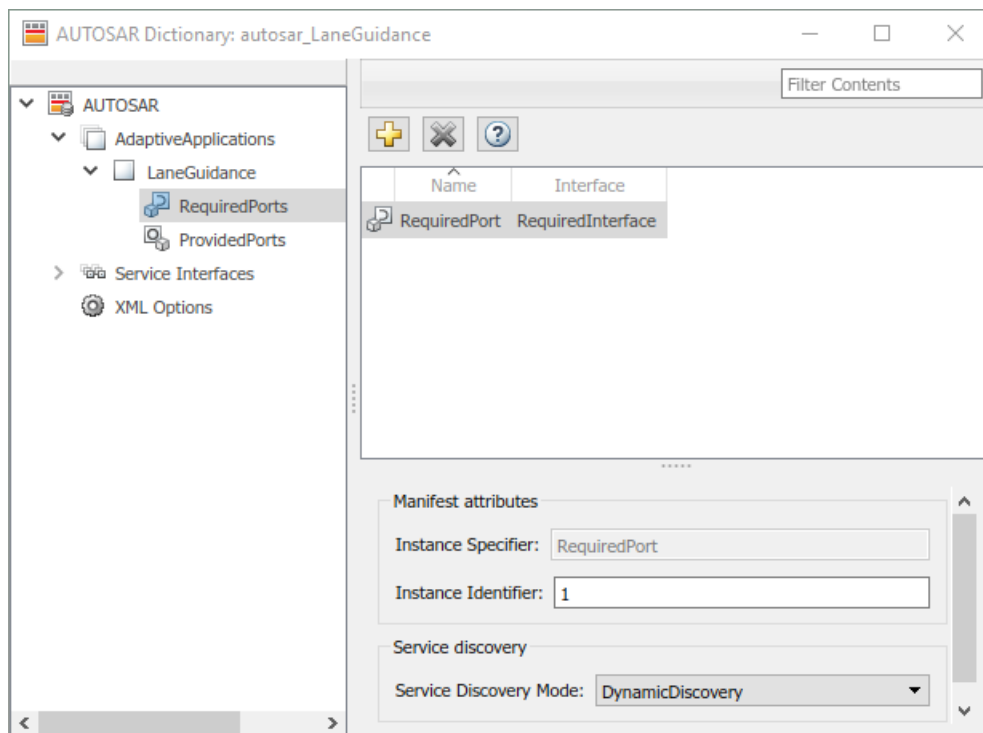 AUTOSAR Dictionary: autosar_LaneGuidance
Filter Contents
AUTOSAR
AdaptiveApplications
LaneGuidance
RequiredPorts
ProvidedPorts
Service Interfaces
XML Options
Name Interface
RequiredPort RequiredInterface
Manifest attributes
Instance Specifier: RequiredPort
Instance Identifier: 1
Service discovery
Service Discovery Mode: DynamicDiscovery